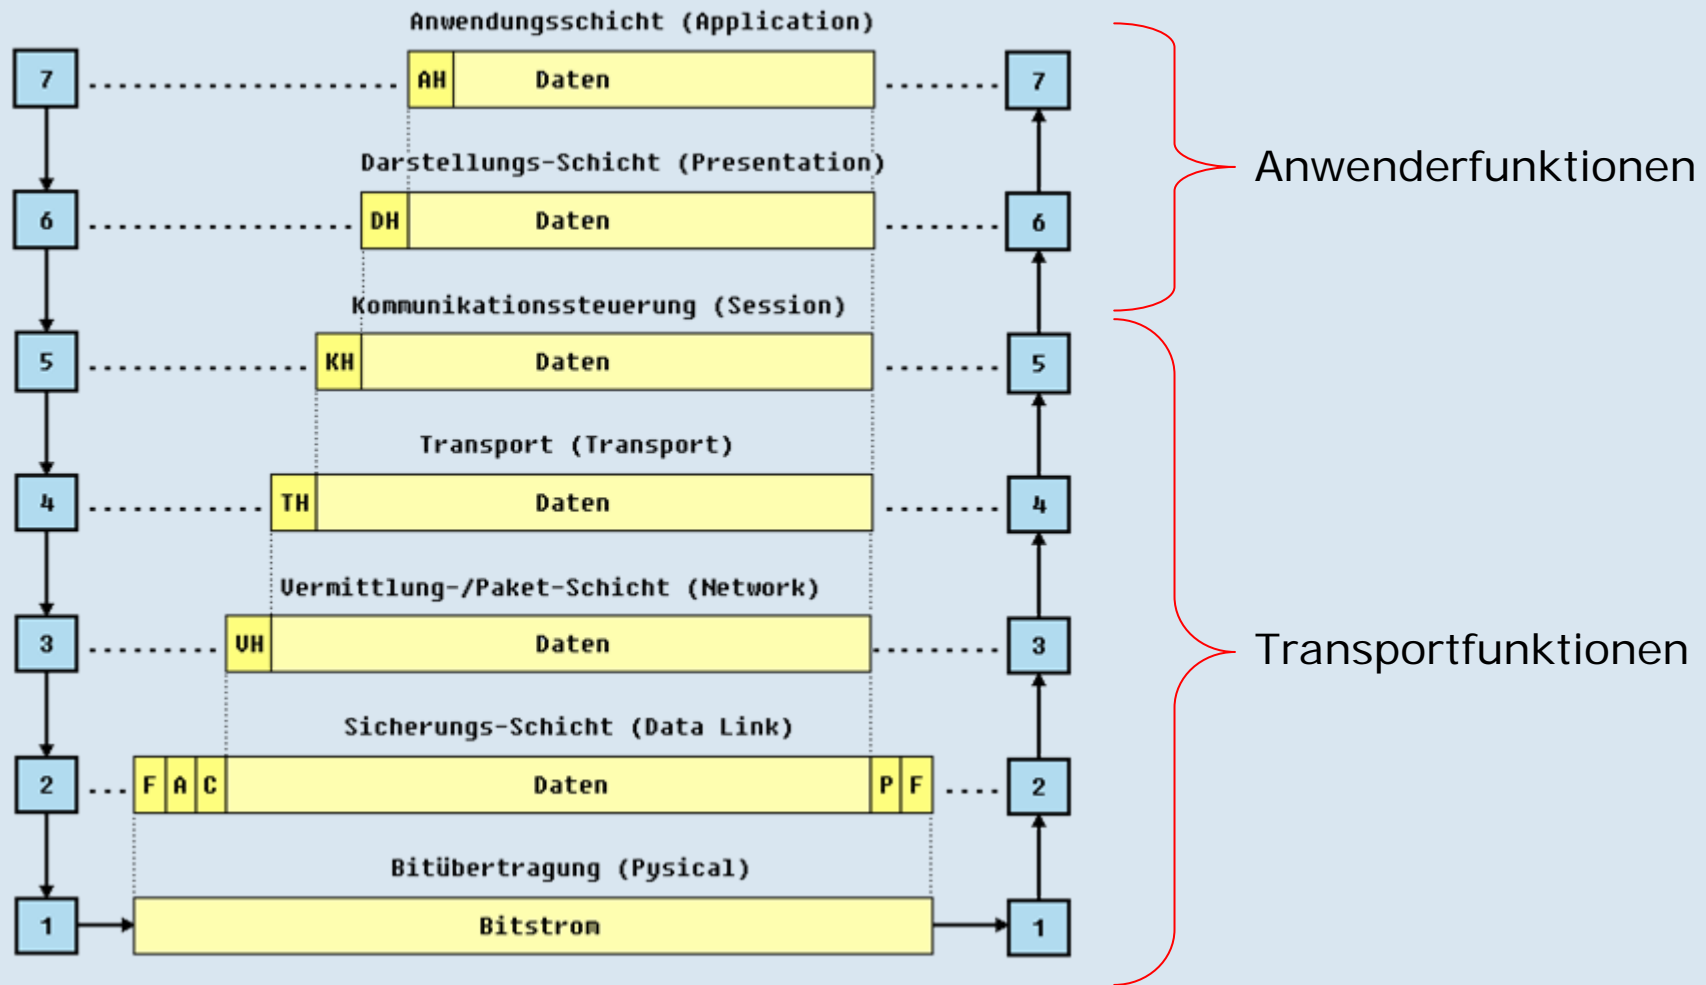 Anwendungsschicht (Application)
7 AH Daten 7
Darstellungs-Schicht (Presentation)
Anwenderfunktionen
6 DH Daten 6
Kommunikationssteuerung (Session)
5 KH Daten 5
Transport (Transport)
4 TH Daten 4
Vermittlung-/Paket-Schicht (Network)
3 VH Daten 3
Transportfunktionen
Sicherungs-Schicht (Data Link)
2 F A C Daten P F 2
Bitübertragung (Pysical)
1 Bitstrom 1